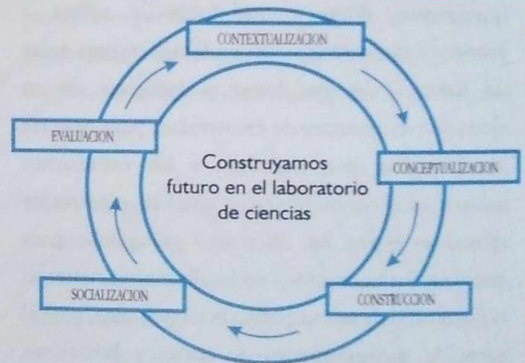 CONTEXTUALIZACION
EVALUACION
CONCEPTUALIZACION
Construyamos
futuro en el laboratorio
de ciencias
SOCIALIZACION
CONSTRUCCION